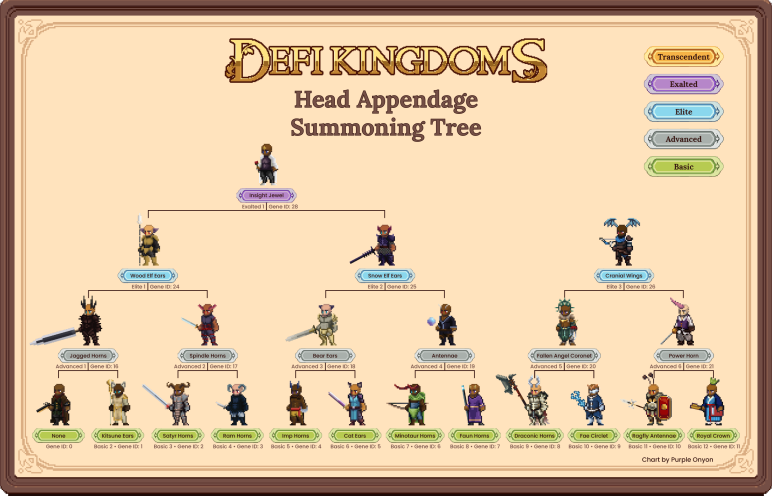 DEFI KINGDOMS
Head Appendage
Summoning Tree
Transcendent
Exalted
Elite
Advanced
Basic
Insight Jewel
Exalted 1 Gene ID: 28
Wood Elf Ears
Snow Elf Ears
Cranial Wings
Elite 1 Gene ID: 24
Elite 2 Gene ID: 25
Elite 3 Gene ID: 26
Jagged Horns
Spindle Horns
Bear Ears
Antennae
Fallen Angel Coronet
Power Horn
Advanced 1 Gene ID: 16
Advanced 2 Gene ID: 17
Advanced 3 Gene ID: 18
Advanced 4 Gene ID: 19
Advanced 5 Gene ID: 20
Advanced 6 Gene ID: 21
None
Kitsune Ears
Satyr Horns
Ram Horns
Imp Horns
Cat Ears
Minotaur Horns
Faun Horns
Draconic Horns
Fae Circlet
Ragfly Antennae
Royal Crown
Gene ID: 0
Basic 2 • Gene ID: 1
Basic 3 • Gene ID: 2
Basic 4 • Gene ID: 3
Basic 5 • Gene ID: 4
Basic 6 • Gene ID: 5
Basic 7 • Gene ID: 6
Basic 8 • Gene ID: 7
Basic 9 • Gene ID: 8
Basic 10 • Gene ID: 9
Basic 11 • Gene ID: 10
Basic 12 • Gene ID: 11
Chart by Purple Onyon